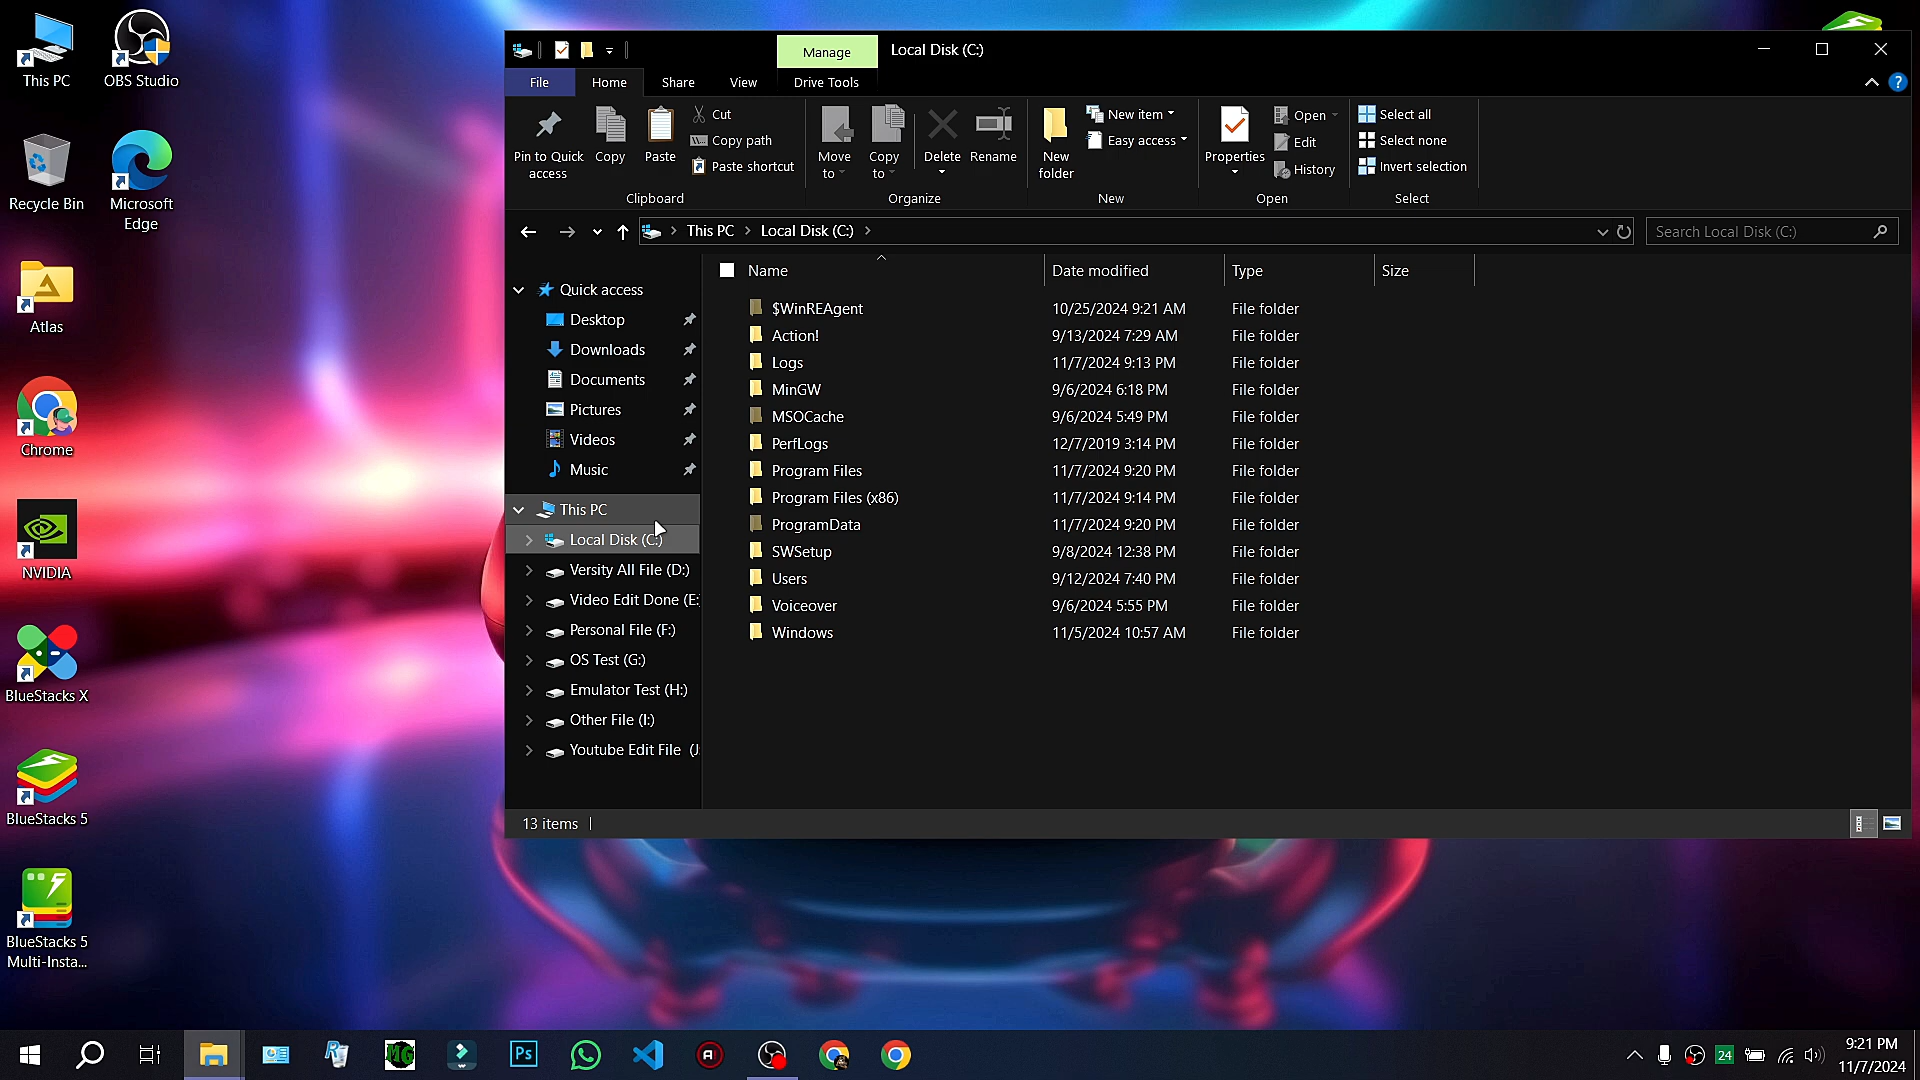 This PC
OBS Studio
Recycle Bin
Microsoft
Edge
Atlas
Chrome
NVIDIA
BlueStacks X
BlueStacks 5
BlueStacks 5
Multi-Insta...
Manage
Local Disk (C:)
File
Home
Share
View
Drive Tools
Pin to Quick
access
Copy
Paste
Cut
Copy path
Paste shortcut
Clipboard
Move
to
Copy
to
Delete
Rename
Organize
New
folder
New item
Easy access
New
Properties
Open
Edit
History
Open
Select all
Select none
Invert selection
Select
This PC > Local Disk (C:) >
Search Local Disk (C:)
Quick access
Desktop
Downloads
Documents
Pictures
Videos
Music
This PC
Local Disk (C:)
Versity All File (D:)
Video Edit Done (E:
Personal File (F:)
OS Test (G:)
Emulator Test (H:)
Other File (I:)
Youtube Edit File (J
Name Date modified Type Size
$WinREAgent 10/25/2024 9:21 AM File folder
Action! 9/13/2024 7:29 AM File folder
Logs 11/7/2024 9:13 PM File folder
MinGW 9/6/2024 6:18 PM File folder
MSOCache 9/6/2024 5:49 PM File folder
PerfLogs 12/7/2019 3:14 PM File folder
Program Files 11/7/2024 9:20 PM File folder
Program Files (x86) 11/7/2024 9:14 PM File folder
ProgramData 11/7/2024 9:20 PM File folder
SWSetup 9/8/2024 12:38 PM File folder
Users 9/12/2024 7:40 PM File folder
Voiceover 9/6/2024 5:55 PM File folder
Windows 11/5/2024 10:57 AM File folder
13 items
MG
Ps
24
9:21 PM
11/7/2024